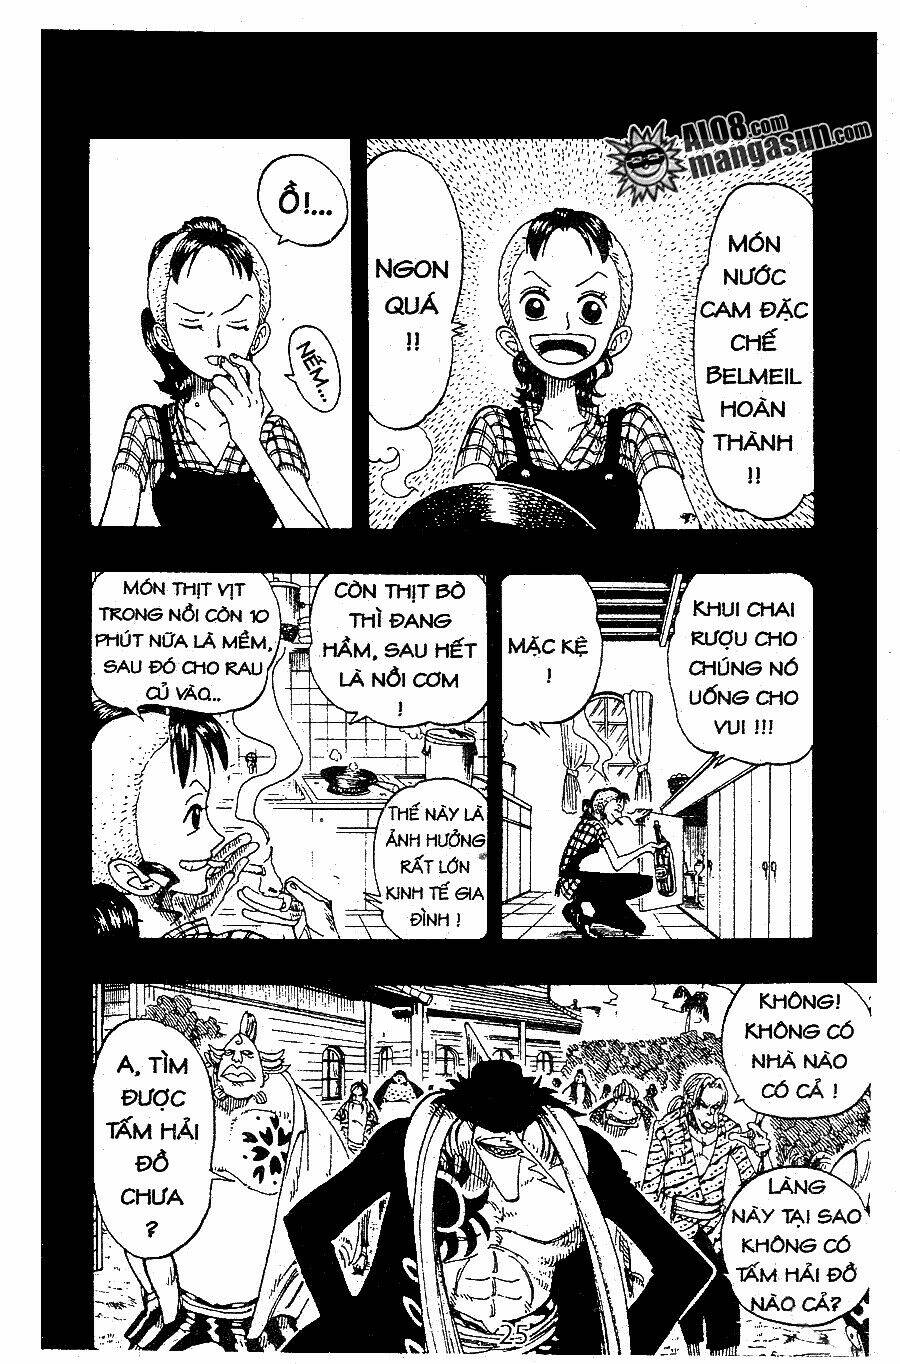 AL08.com
mangasun.com
Ồ!...
NẾM...
NGON
QUÁ
!!
MÓN
NƯỚC
CAM ĐẶC
CHẾ
BELMEIL
HOÀN
THÀNH
!!
MÓN THỊT VỊT
TRONG NỒI CÒN 10
PHÚT NỮA LÀ MỀM,
SAU ĐÓ CHO RAU
CỦ VÀO...
CÒN THỊT BÒ
THÌ ĐANG
HẦM, SAU HẾT
LÀ NỒI CƠM
!
THẾ NÀY LÀ
ẢNH HƯỞNG
RẤT LỚN
KINH TẾ GIA
ĐÌNH !
MẶC KỆ
!
KHUI CHAI
RƯỢU CHO
CHÚNG NÓ
UỐNG CHO
VUI !!!
A, TÌM
ĐƯỢC
TẤM HẢI
ĐỒ
CHƯA
?
KHÔNG!
KHÔNG CÓ
NHÀ NÀO
CÓ CẢ !
LÀNG
NÀY TẠI SAO
KHÔNG CÓ
TẤM HẢI ĐỒ
NÀO CẢ?
25